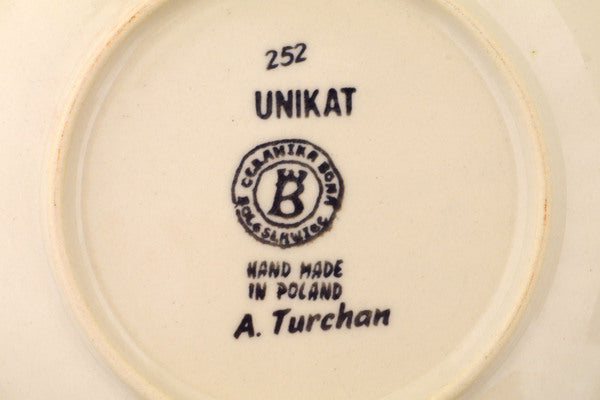 252
UNIKAT
CERAMIKA BONA
BOLESLAWIEC
B
HAND MADE
IN POLAND
A. Turchan